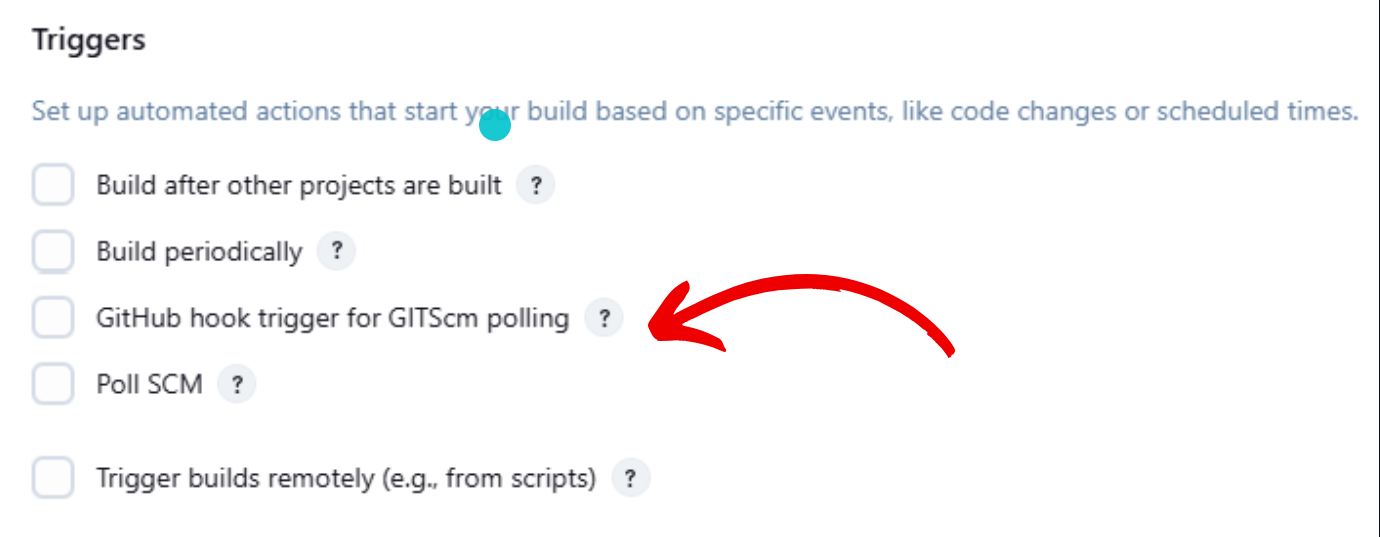 Triggers
Set up automated actions that start your build based on specific events, like code changes or scheduled times.
Build after other projects are built ?
Build periodically ?
GitHub hook trigger for GITScm polling ?
Poll SCM ?
Trigger builds remotely (e.g., from scripts) ?